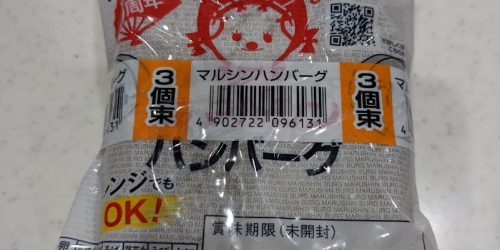 周年
3個束
マルシンハンバーグ
4 902722 096131
3個束
ハンバーグ
レンジでも
OK!
賞味期限(未開封)